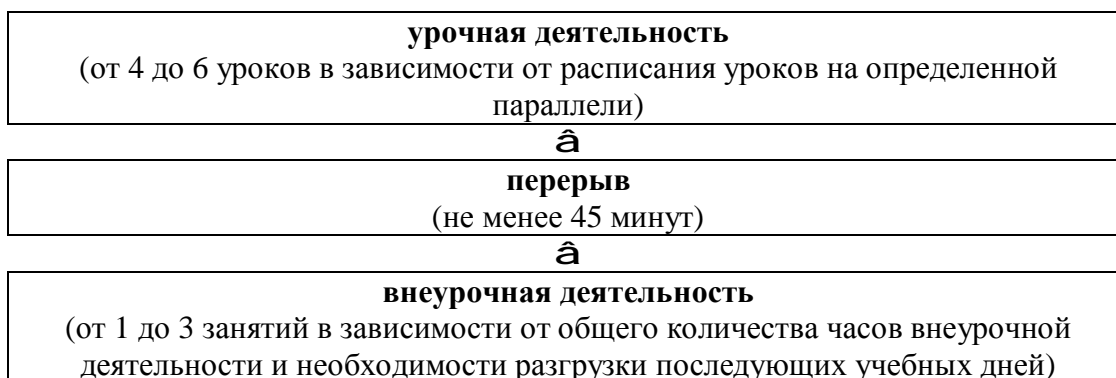 урочная деятельность
(от 4 до 6 уроков в зависимости от расписания уроков на определенной
параллели)
â
перерыв
(не менее 45 минут)
â
внеурочная деятельность
(от 1 до 3 занятий в зависимости от общего количества часов внеурочной
деятельности и необходимости разгрузки последующих учебных дней)